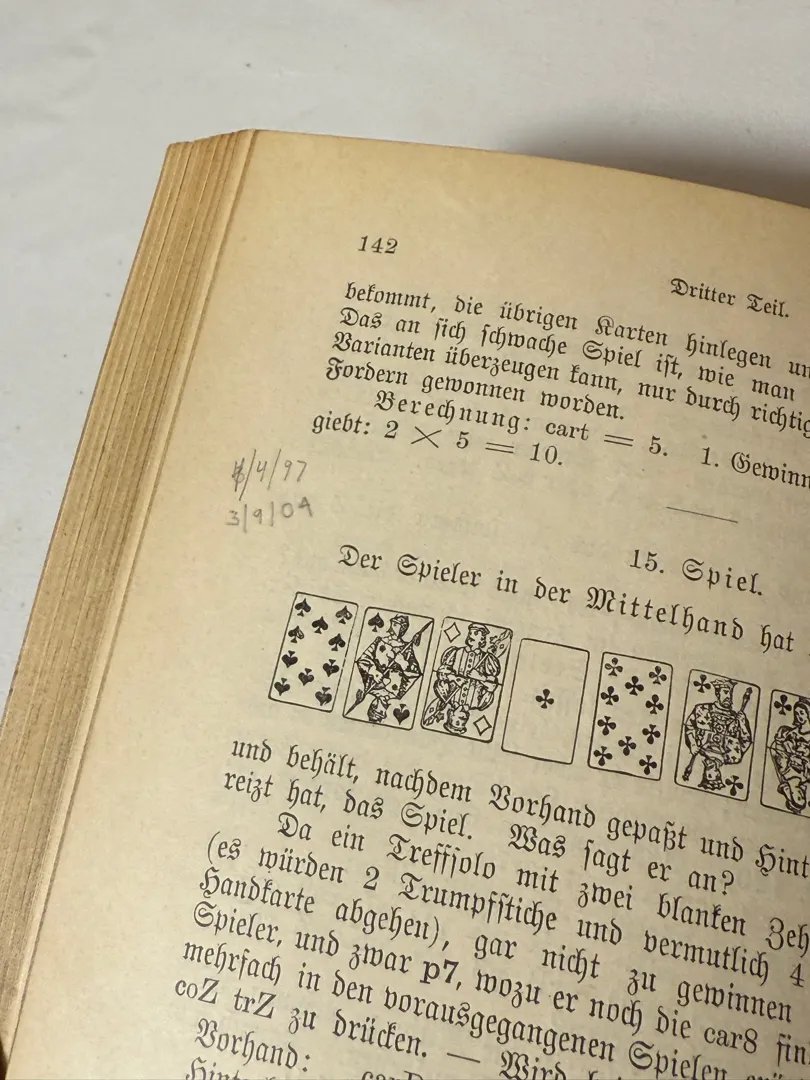 142
Dritter Teil.
bekommt, die übrigen Karten hinlegen
Das an sich schwache Spiel ist, wie man
Varianten überzeugen kann, nur durch
Fordern gewonnen worden.
Berechnung: cart = 5. 1.
giebt: 2 × 5 = 10.
/4/97
3/9/04
15. Spiel.
Der Spieler in der Mittelhand hat
und behält, nachdem Vorhand gepaßt und
reizt hat, das Spiel. Was sagt er an?
Da ein Treffsolo mit zwei blanken
(es würden 2 Trumpfstiche und vermutlich 4
Handkarte abgehen), gar nicht zu gewinnen
Spieler, und zwar p7, wozu er noch die car8
mehrfach in den vorausgegangenen Spielen
coZ trZ zu drücken. — Wird
Vorhand: